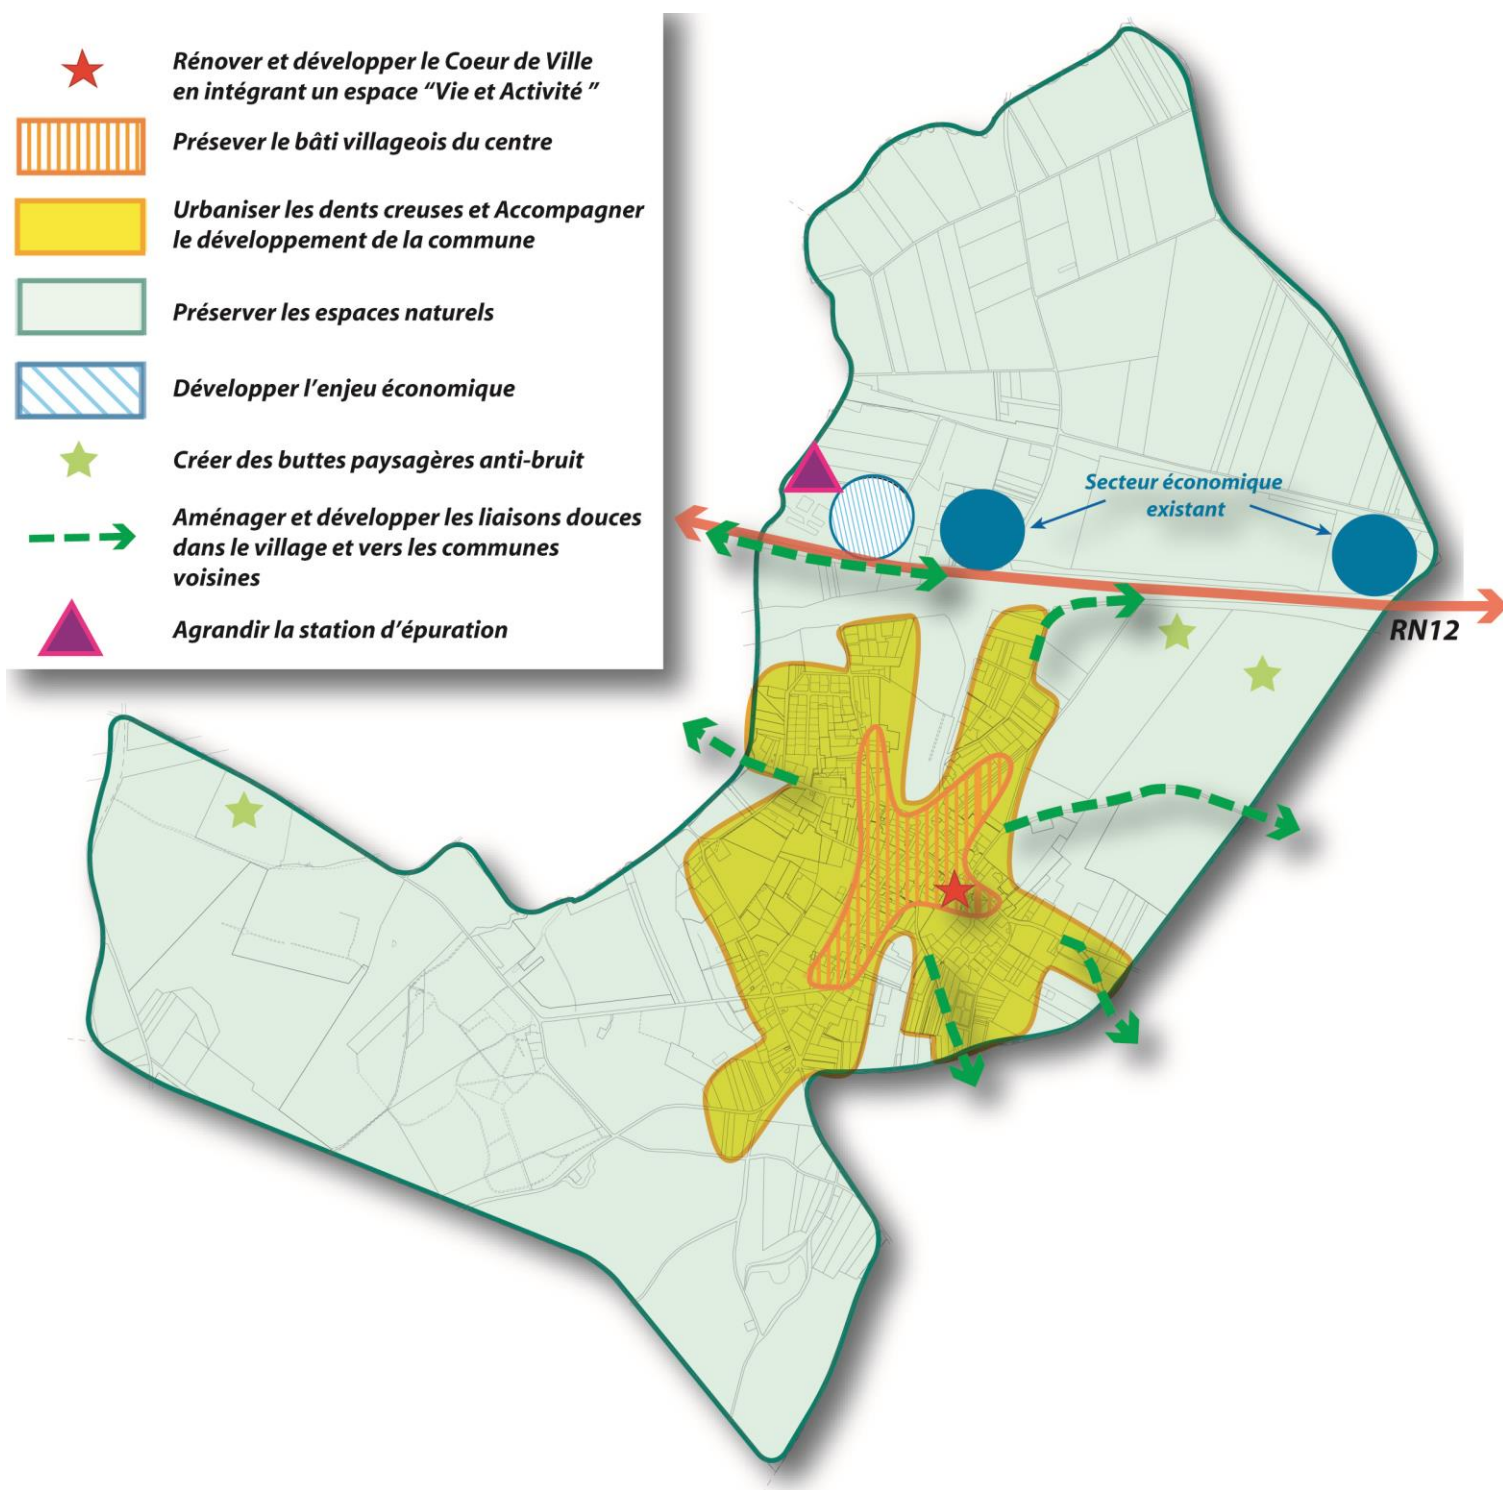 Rénover et développer le Coeur de Ville
en intégrant un espace “Vie et Activité ”
Présever le bâti villageois du centre
Urbaniser les dents creuses et Accompagner
le développement de la commune
Préserver les espaces naturels
Développer l’enjeu économique
Créer des buttes paysagères anti-bruit
Aménager et développer les liaisons douces
dans le village et vers les communes
voisines
Agrandir la station d’épuration
Secteur économique
existant
RN12